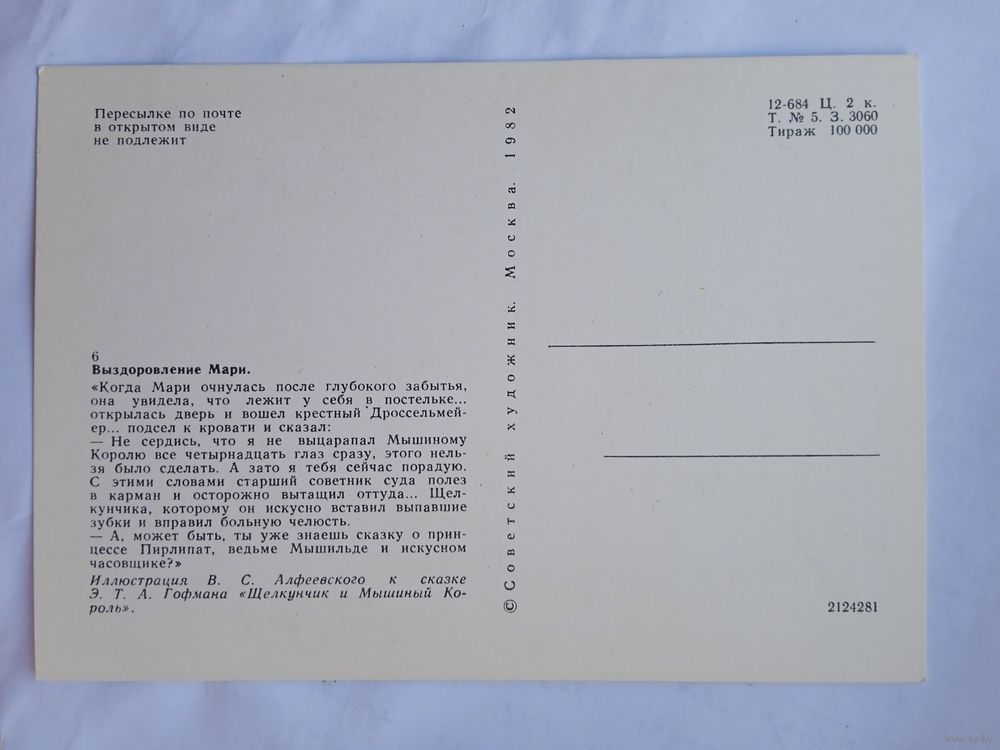 Пересылке по почте
в открытом виде
не подлежит
12-684 Ц. 2 к.
Т. № 5. З. 3060
Тираж 100 000
© Советский художник. Москва. 1982
6
Выздоровление Мари.
«Когда Мари очнулась после глубокого забытья,
она увидела, что лежит у себя в постельке...
открылась дверь и вошел крестный Дроссельмей-
ер... подсел к кровати и сказал:
— Не сердись, что я не выцарапал Мышиному
Королю все четырнадцать глаз сразу, этого нель-
зя было сделать. А зато я тебя сейчас порадую.
С этими словами старший советник суда полез
в карман и осторожно вытащил оттуда... Щел-
кунчика, которому он искусно вставил выпавшие
зубки и вправил больную челюсть.
— А, может быть, ты уже знаешь сказку о прин-
цессе Пирлипат, ведьме Мышильде и искусном
часовщике?»
Иллюстрация В. С. Алфеевского к сказке
Э. Т. А. Гофмана «Щелкунчик и Мышиный Ко-
роль».
2124281
www.ay.by